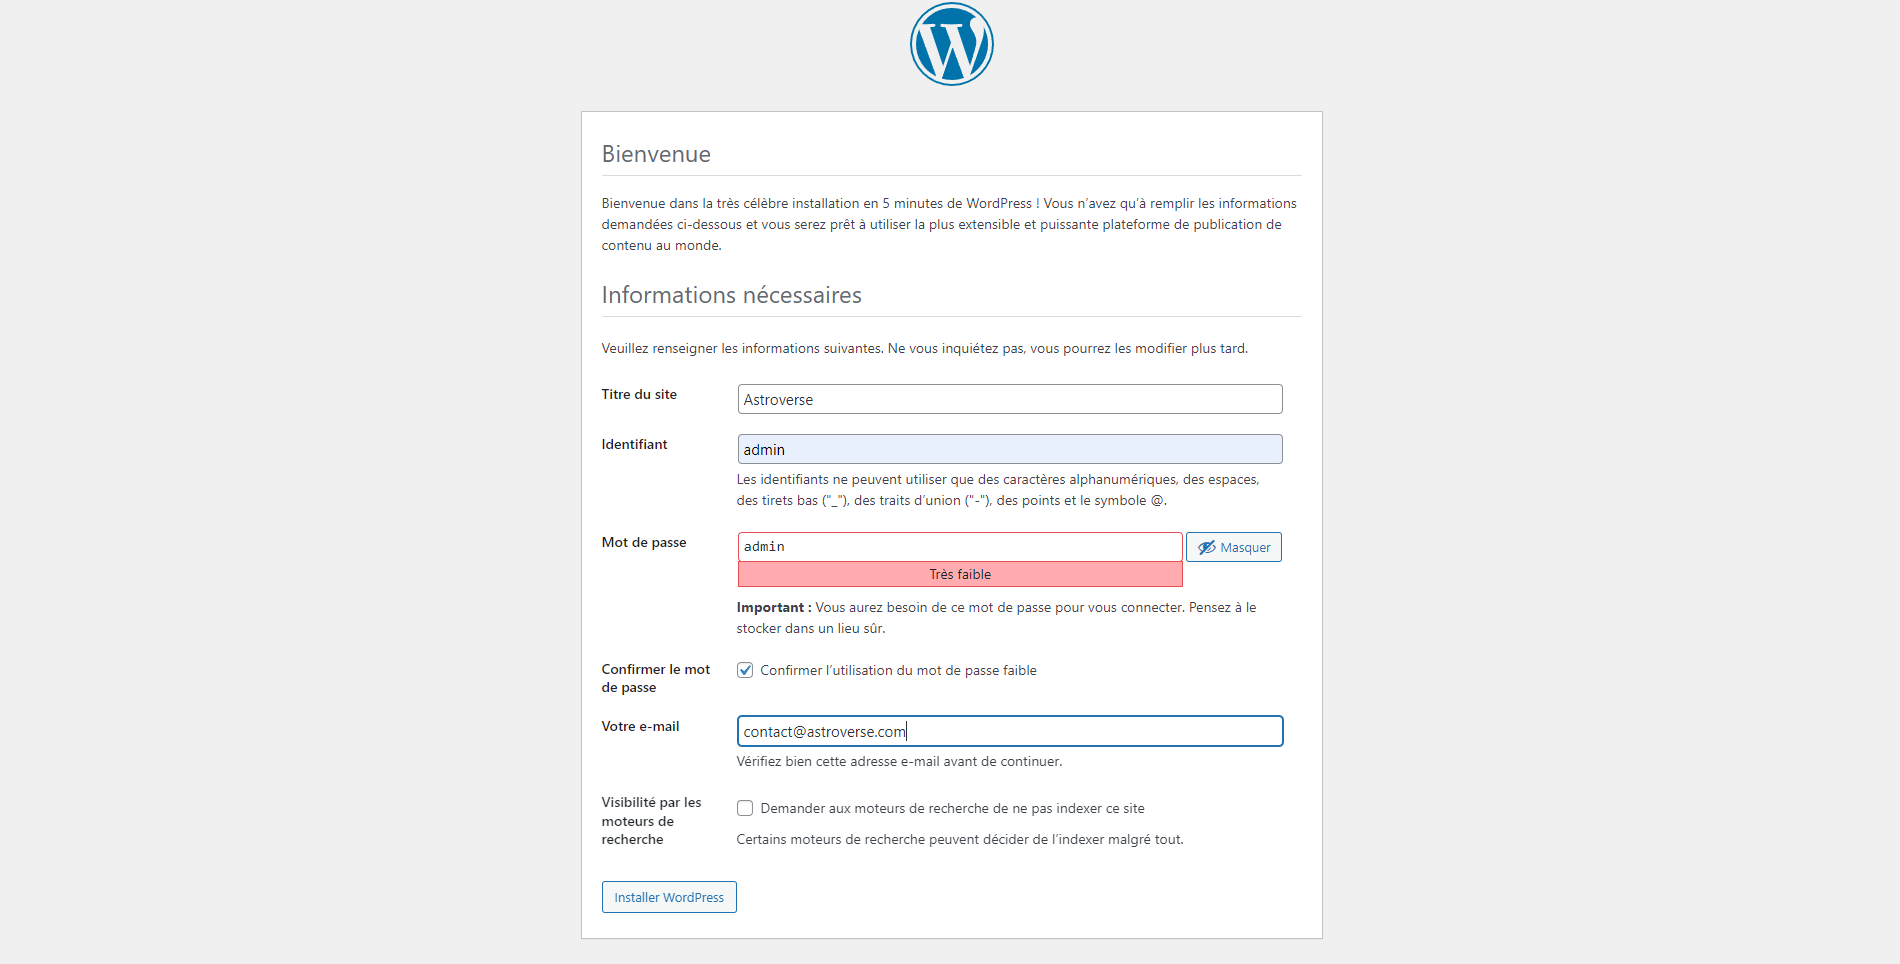 Bienvenue
Bienvenue dans la très célèbre installation en 5 minutes de WordPress ! Vous n’avez qu’à remplir les informations
demandées ci-dessous et vous serez prêt à utiliser la plus extensible et puissante plateforme de publication de
contenu au monde.
Informations nécessaires
Veuillez renseigner les informations suivantes. Ne vous inquiétez pas, vous pourrez les modifier plus tard.
Titre du site
Astroverse
Identifiant
admin
Les identifiants ne peuvent utiliser que des caractères alphanumériques, des espaces,
des tirets bas ("_"), des traits d’union ("-"), des points et le symbole @.
Mot de passe
admin
Masquer
Très faible
Important : Vous aurez besoin de ce mot de passe pour vous connecter. Pensez à le
stocker dans un lieu sûr.
Confirmer le mot
de passe
Confirmer l’utilisation du mot de passe faible
Votre e-mail
contact@astroverse.com
Vérifiez bien cette adresse e-mail avant de continuer.
Visibilité par les
moteurs de
recherche
Demander aux moteurs de recherche de ne pas indexer ce site
Certains moteurs de recherche peuvent décider de l’indexer malgré tout.
Installer WordPress